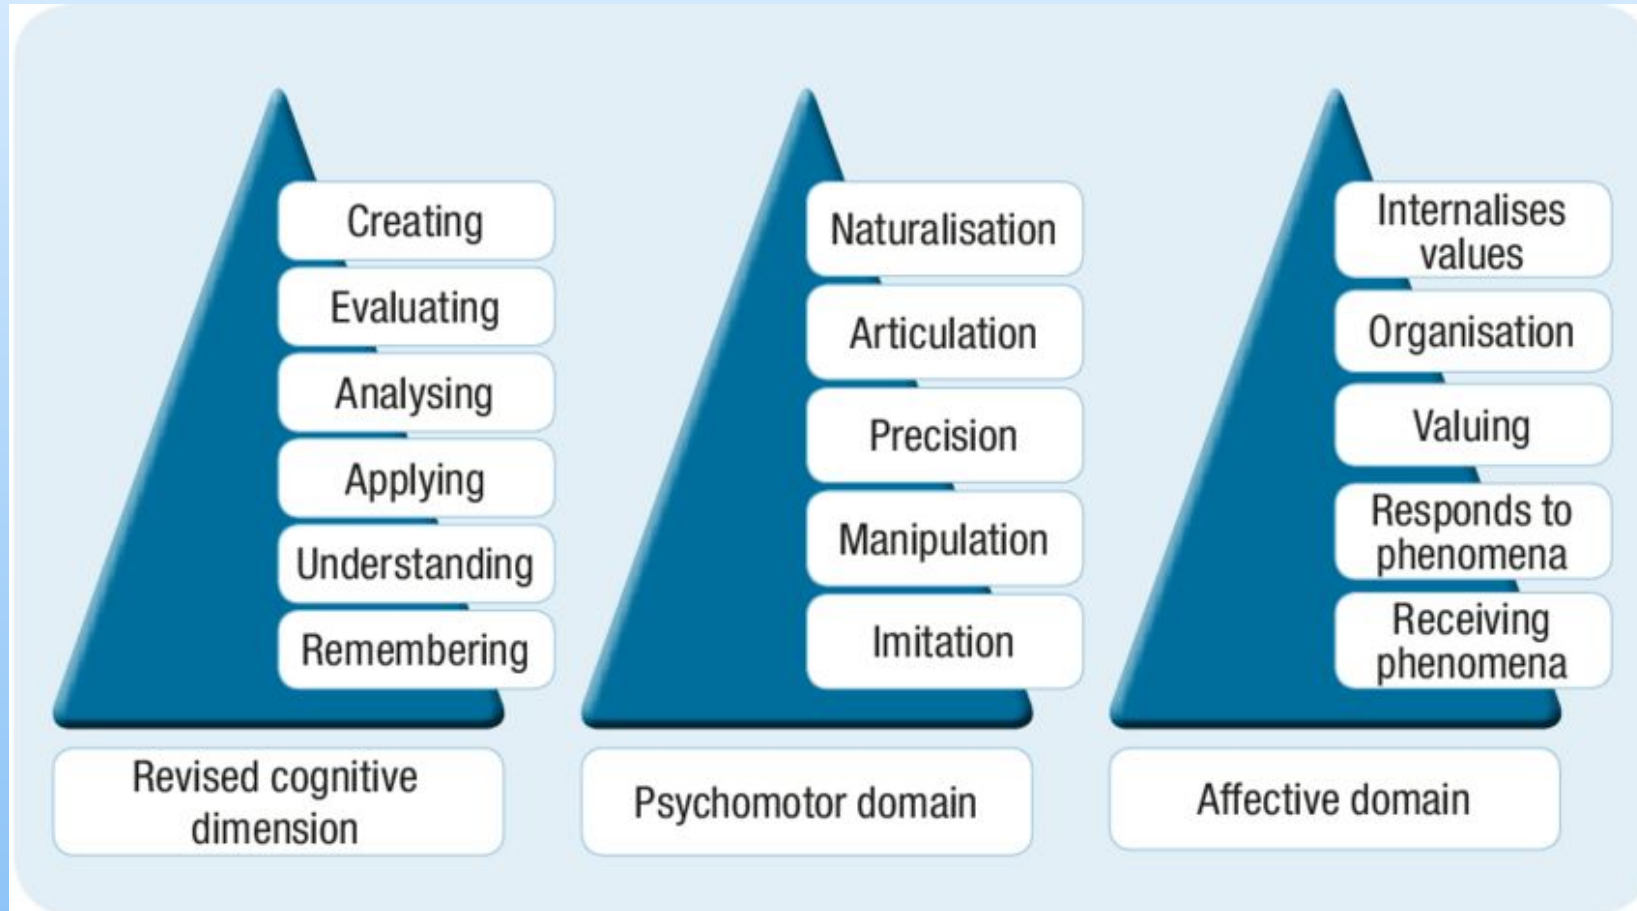 Creating
Evaluating
Analysing
Applying
Understanding
Remembering
Revised cognitive
dimension
Naturalisation
Articulation
Precision
Manipulation
Imitation
Psychomotor domain
Internalises
values
Organisation
Valuing
Responds to
phenomena
Receiving
phenomena
Affective domain